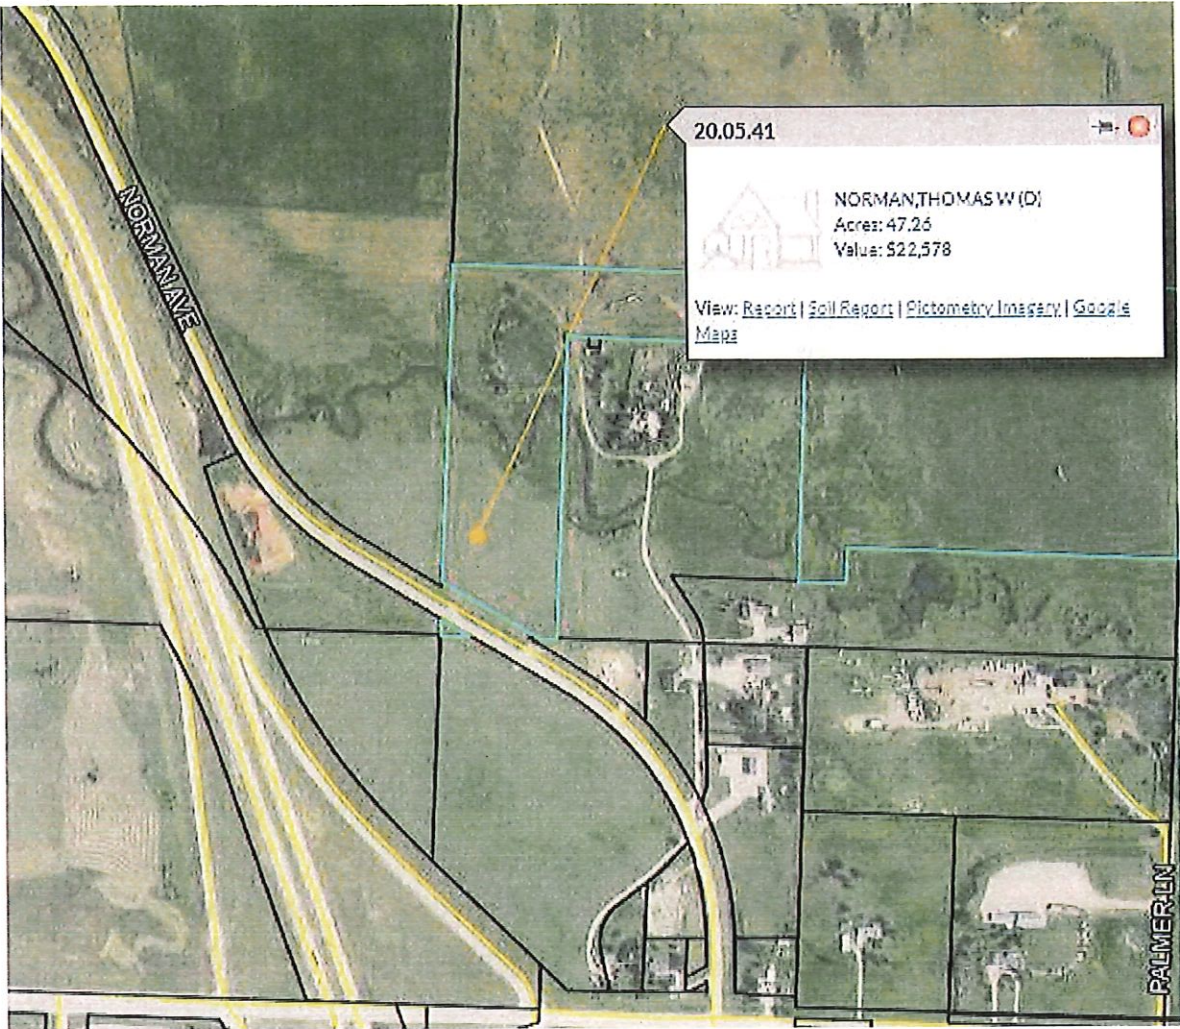 20.05.41
NORMAN,THOMAS W (D)
Acres: 47.26
Value: $22,578
View: Report | Soil Report | Pictometry Imagery | Google
Maps
NORMAN AVE
PALMER LN